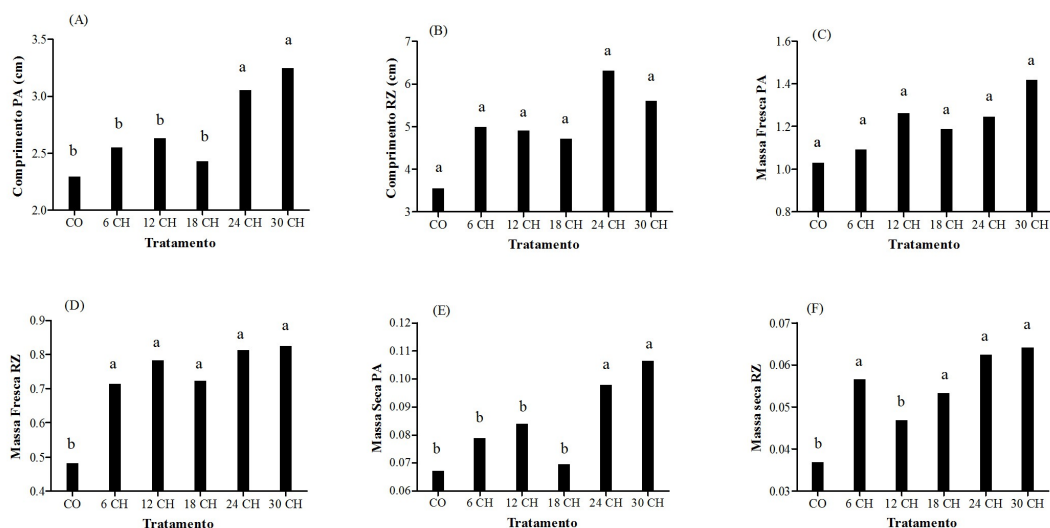 (A)
Comprimento PA (cm)
3.5
3.0
2.5
2.0
b
b
b
b
a
a
CO
6 CH
12 CH
18 CH
24 CH
30 CH
Tratamento
(B)
Comprimento RZ (cm)
7
6
5
4
3
a
a
a
a
a
a
CO
6 CH
12 CH
18 CH
24 CH
30 CH
Tratamento
(C)
Massa Fresca PA
1.6
1.4
1.2
1.0
0.8
a
a
a
a
a
a
CO
6 CH
12 CH
18 CH
24 CH
30 CH
Tratamento
(D)
Massa Fresca RZ
0.9
0.8
0.7
0.6
0.5
0.4
b
a
a
a
a
a
CO
6 CH
12 CH
18 CH
24 CH
30 CH
Tratamento
(E)
Massa Seca PA
0.12
0.10
0.090
0.080
0.070
0.06
b
b
b
b
a
a
CO
6 CH
12 CH
18 CH
24 CH
30 CH
Tratamento
(F)
Massa seca RZ
0.07
0.06
0.05
0.04
0.03
b
a
b
a
a
a
CO
6 CH
12 CH
18 CH
24 CH
30 CH
Tratamento